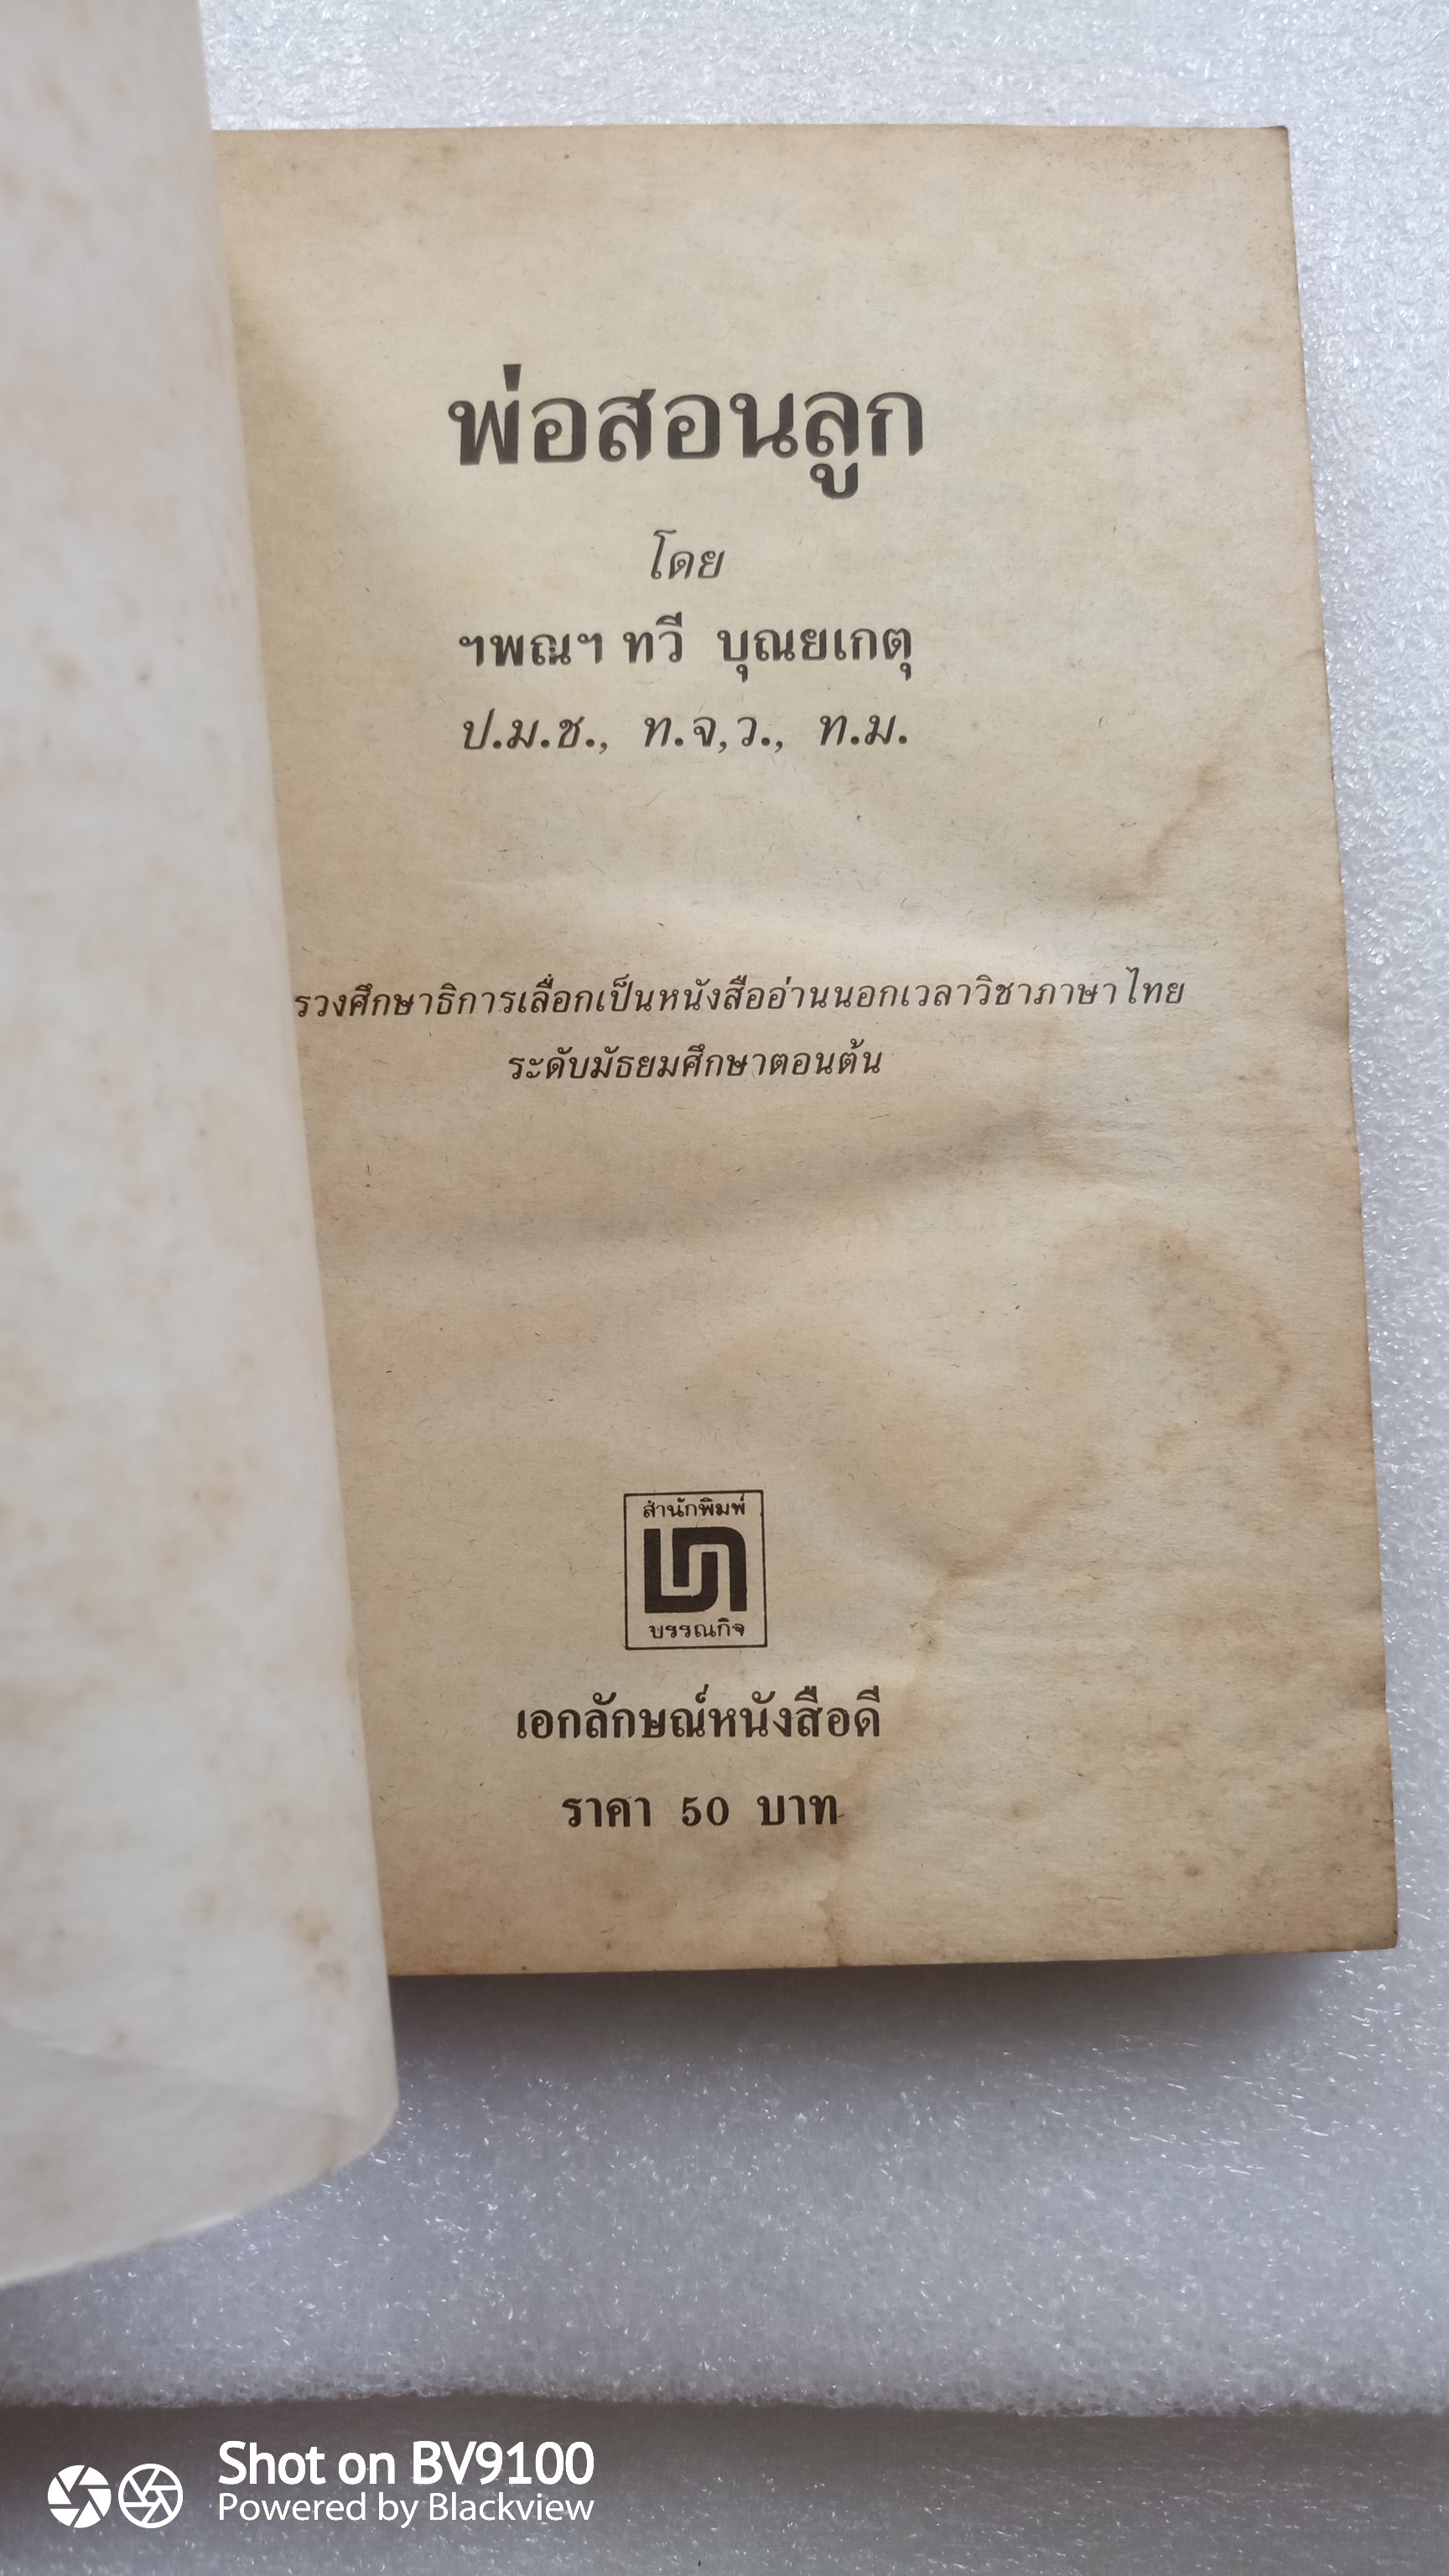 พ่อสอนลูก
โดย
ฯพณฯ ทวี บุณยเกตุ
ป.ม.ช., ท.จ,ว., ท.ม.
รวงศึกษาธิการเลือกเป็นหนังสืออ่านนอกเวลาวิชาภาษาไทย
ระดับมัธยมศึกษาตอนต้น
สำนักพิมพ์
บรรณกิจ
เอกลักษณ์หนังสือดี
ราคา 50 บาท
Shot on BV9100
Powered by Blackview